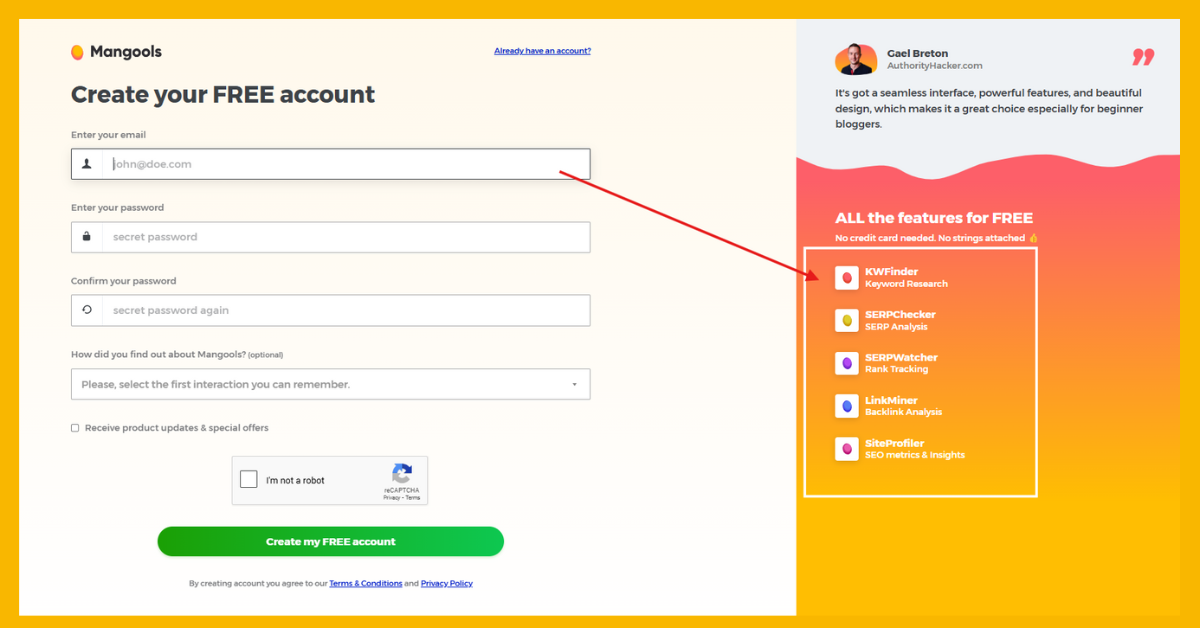 Mangools
Already have an account?
Create your FREE account
Enter your email
john@doe.com
Enter your password
secret password
Confirm your password
secret password again
How did you find out about Mangools? (optional)
Please, select the first interaction you can remember.
Receive product updates & special offers
I'm not a robot
reCAPTCHA
Privacy - Terms
Create my FREE account
By creating account you agree to our Terms & Conditions and Privacy Policy
Gael Breton
AuthorityHacker.com
It's got a seamless interface, powerful features, and beautiful
design, which makes it a great choice especially for beginner
bloggers.
ALL the features for FREE
No credit card needed. No strings attached 👍
KWFinder
Keyword Research
SERPChecker
SERP Analysis
SERPWatcher
Rank Tracking
LinkMiner
Backlink Analysis
SiteProfiler
SEO metrics & Insights